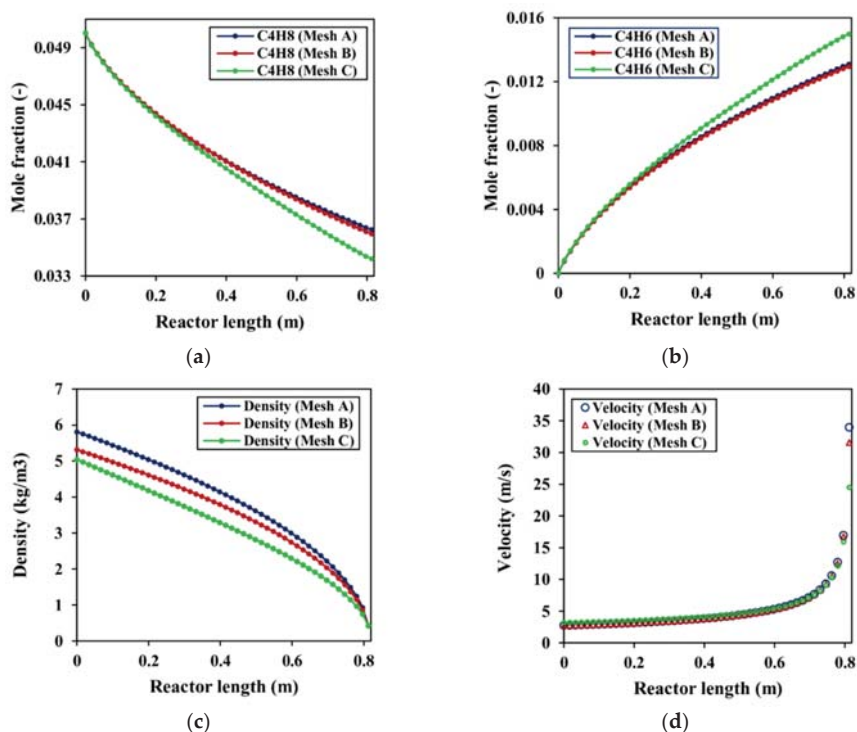 0.049
0.045
0.041
0.037
0.033
Mole fraction (-)
C4H8 (Mesh A)
C4H8 (Mesh B)
C4H8 (Mesh C)
0 0.2 0.4 0.6 0.8
Reactor length (m)
(a)
0.016
0.012
0.008
0.004
0
Mole fraction (-)
C4H6 (Mesh A)
C4H6 (Mesh B)
C4H6 (Mesh C)
0 0.2 0.4 0.6 0.8
Reactor length (m)
(b)
7
6
5
4
3
2
1
0
Density (kg/m3)
Density (Mesh A)
Density (Mesh B)
Density (Mesh C)
0 0.2 0.4 0.6 0.8
Reactor length (m)
(c)
40
35
30
25
20
15
10
5
0
Velocity (m/s)
Velocity (Mesh A)
Velocity (Mesh B)
Velocity (Mesh C)
0 0.2 0.4 0.6 0.8
Reactor length (m)
(d)